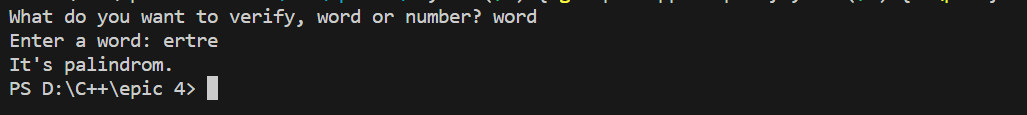 What do you want to verify, word or number? word
Enter a word: ertre
It's palindrom.
PS D:\C++\epic 4>